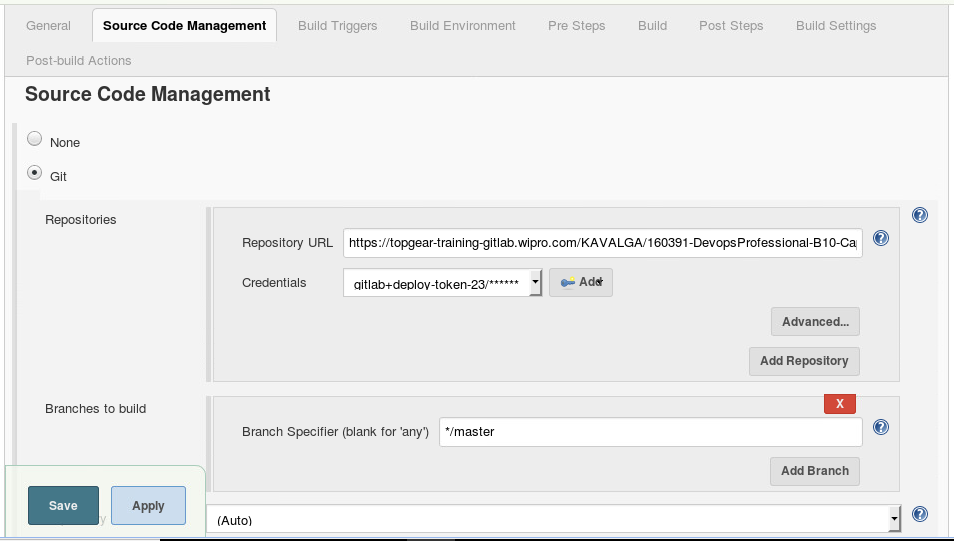 General Source Code Management Build Triggers Build Environment Pre Steps Build Post Steps Build Settings
Post-build Actions
Source Code Management
None
Git
Repositories
?
Repository URL https://topgear-training-gitlab.wipro.com/KAVALGA/160391-DevopsProfessional-B10-Ca
?
Credentials gitlab+deploy-token-23/****** Add
Advanced...
Add Repository
Branches to build
X
Branch Specifier (blank for 'any') */master
?
Add Branch
Save Apply
(Auto)
?